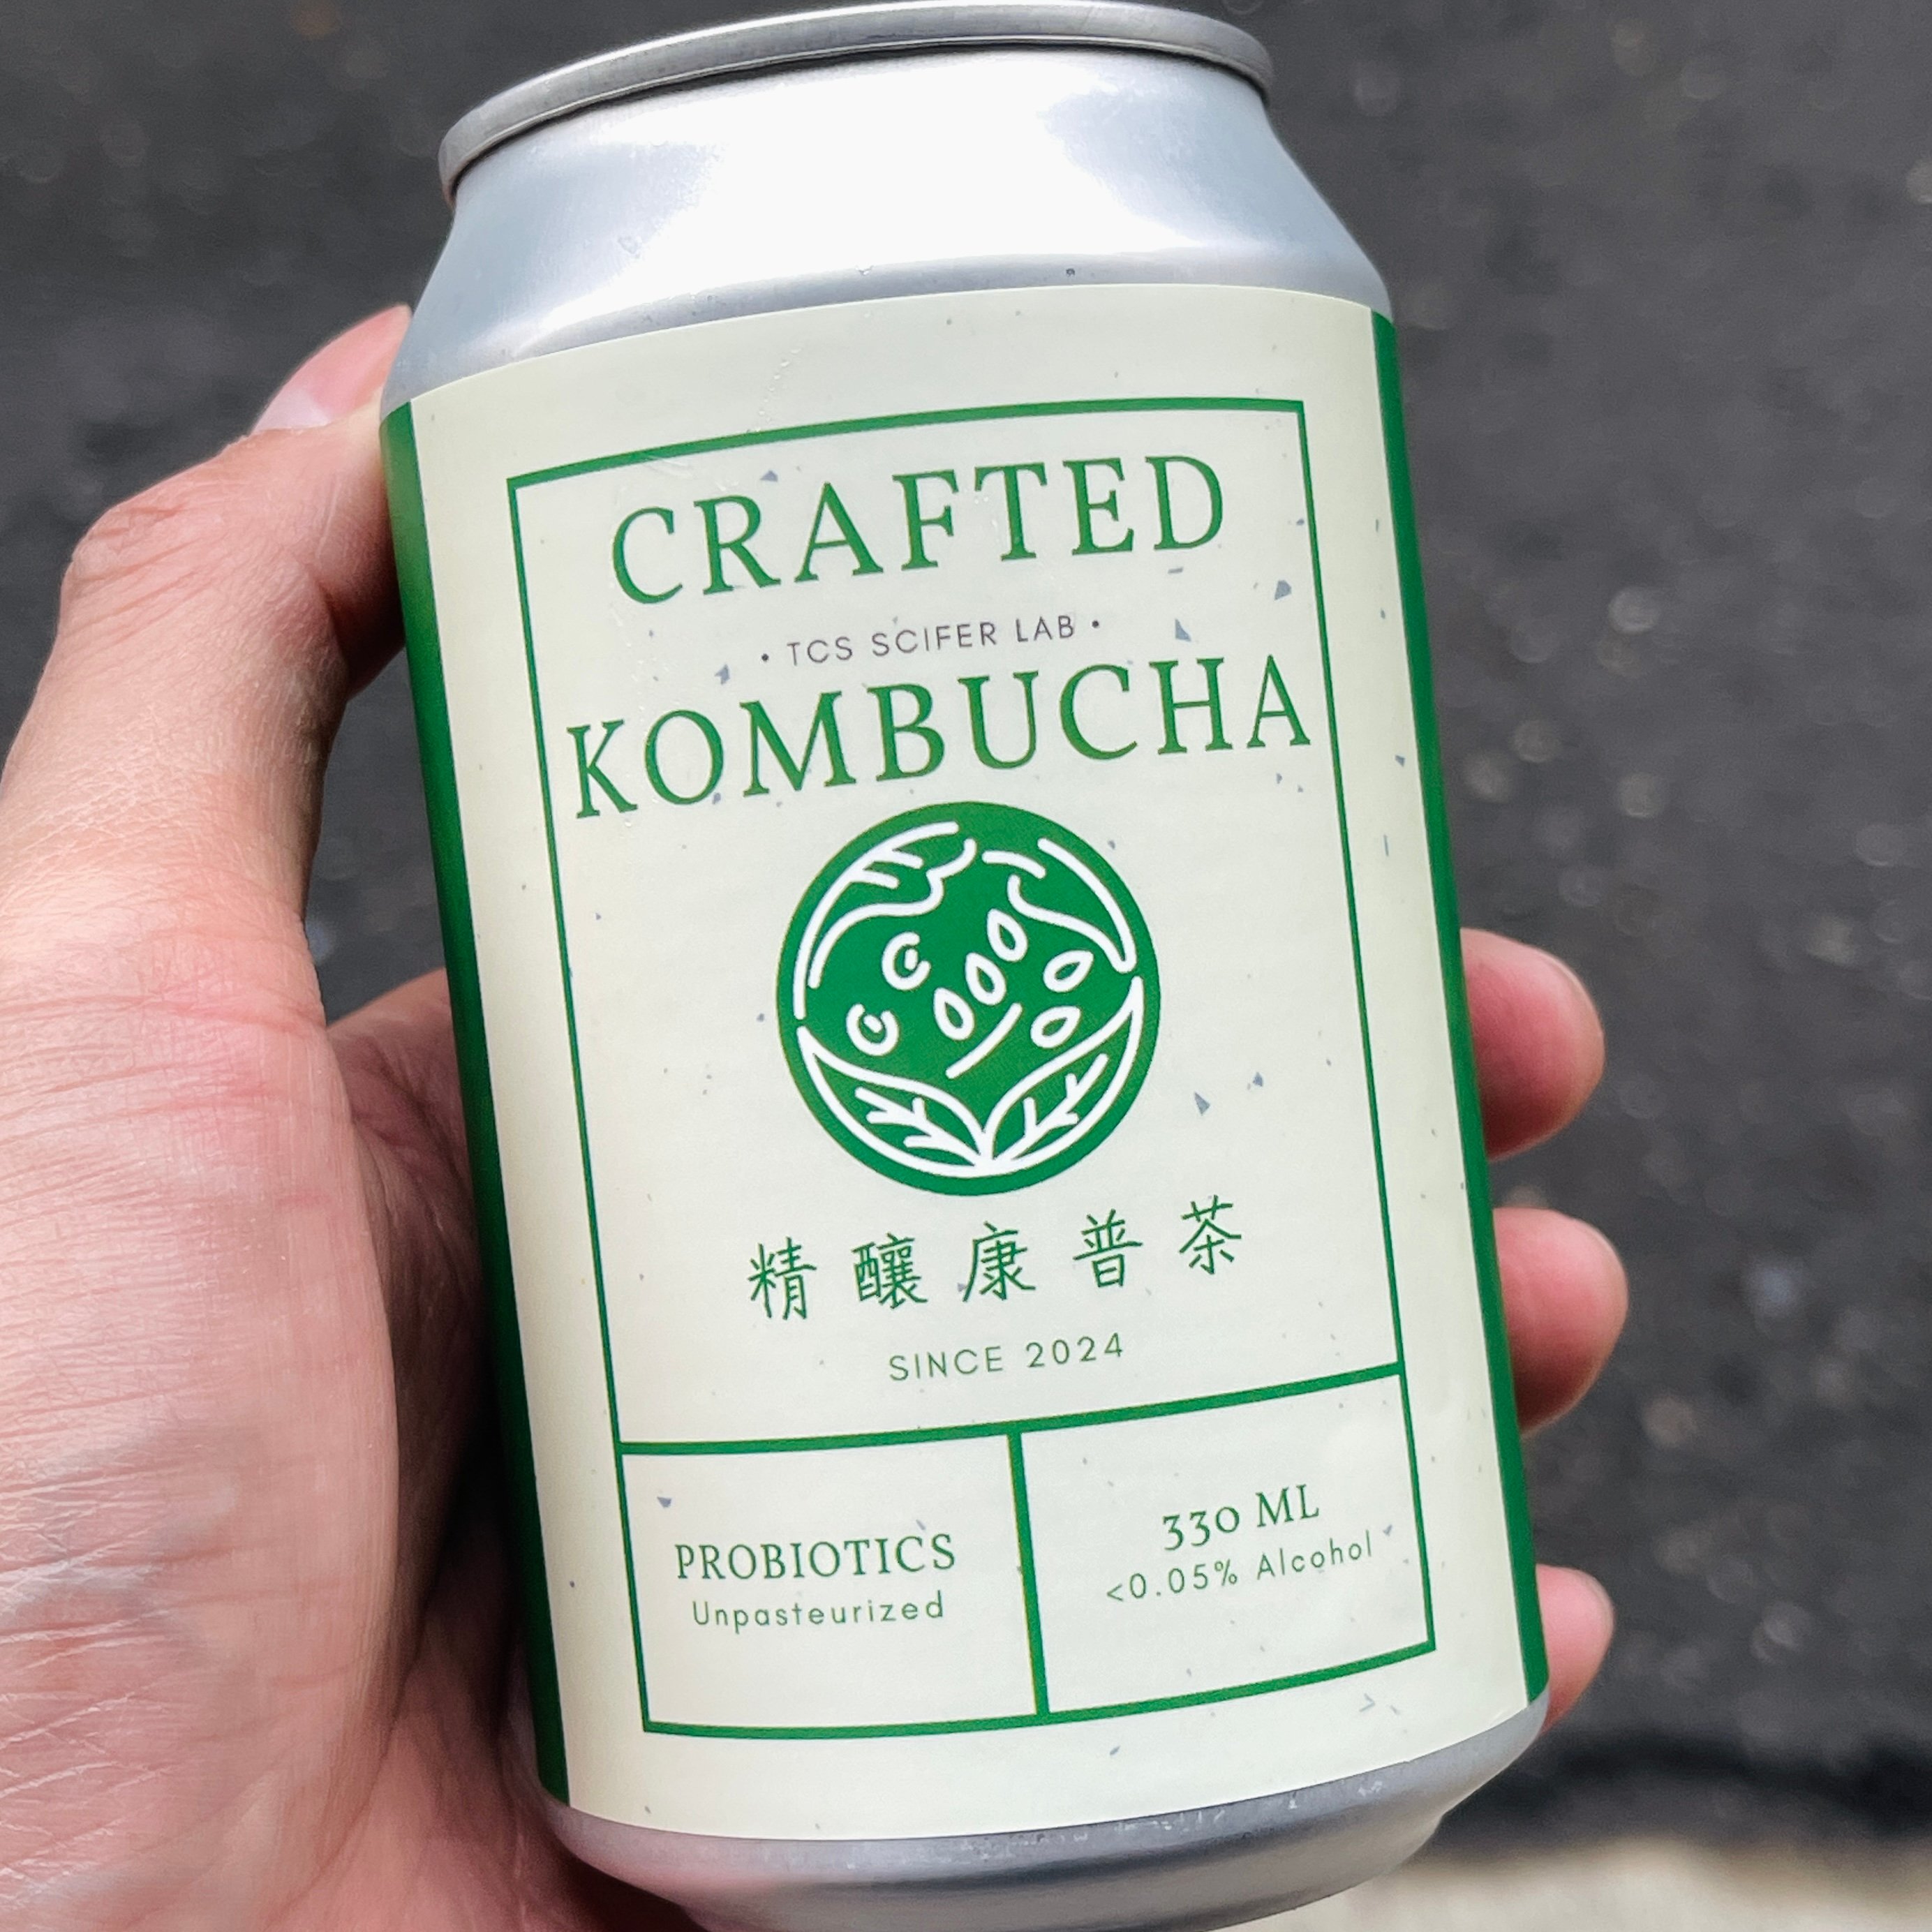 CRAFTED
• TCS SCIFER LAB •
KOMBUCHA
精釀康普茶
SINCE 2024
PROBIOTICS
Unpasteurized
330 ML
<0.05% Alcohol